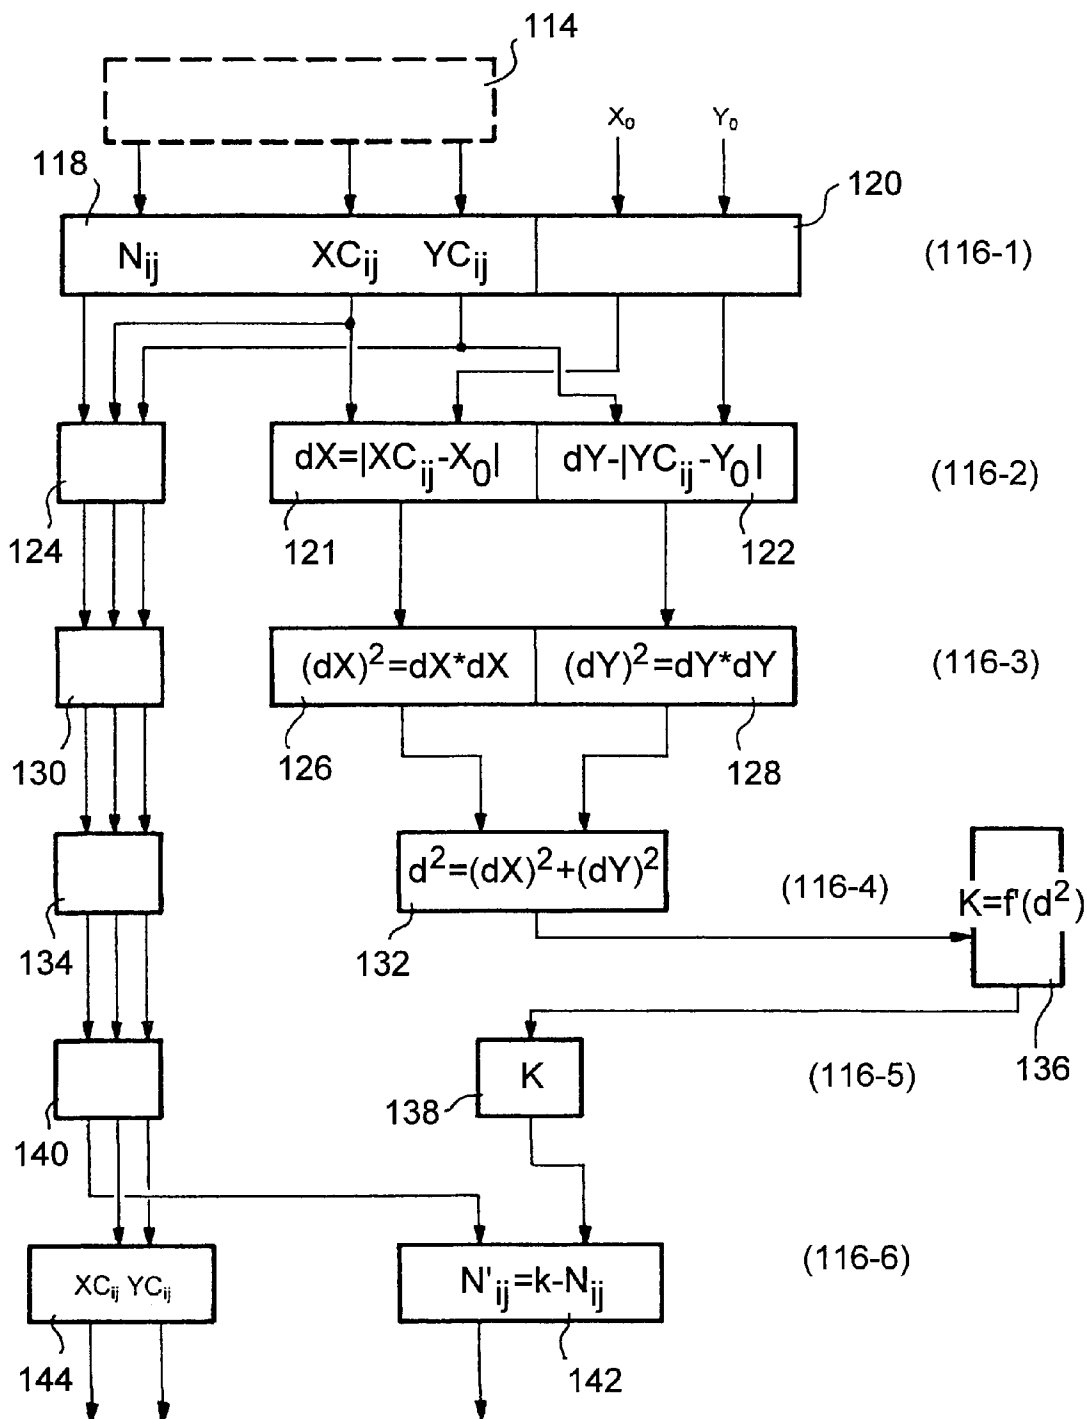 114
X₀ Y₀
118
120
Nij XCij YCij
(116-1)
dX=|XCij-X0| dY-|YCij-Y0|
(116-2)
124
121
122
(dX)²=dX*dX (dY)²=dY*dY
(116-3)
130
126
128
d²=(dX)²+(dY)²
(116-4)
K=f'(d²)
134
132
136
K
(116-5)
138
140
XCij YCij
N'ij=k-Nij
(116-6)
144
142